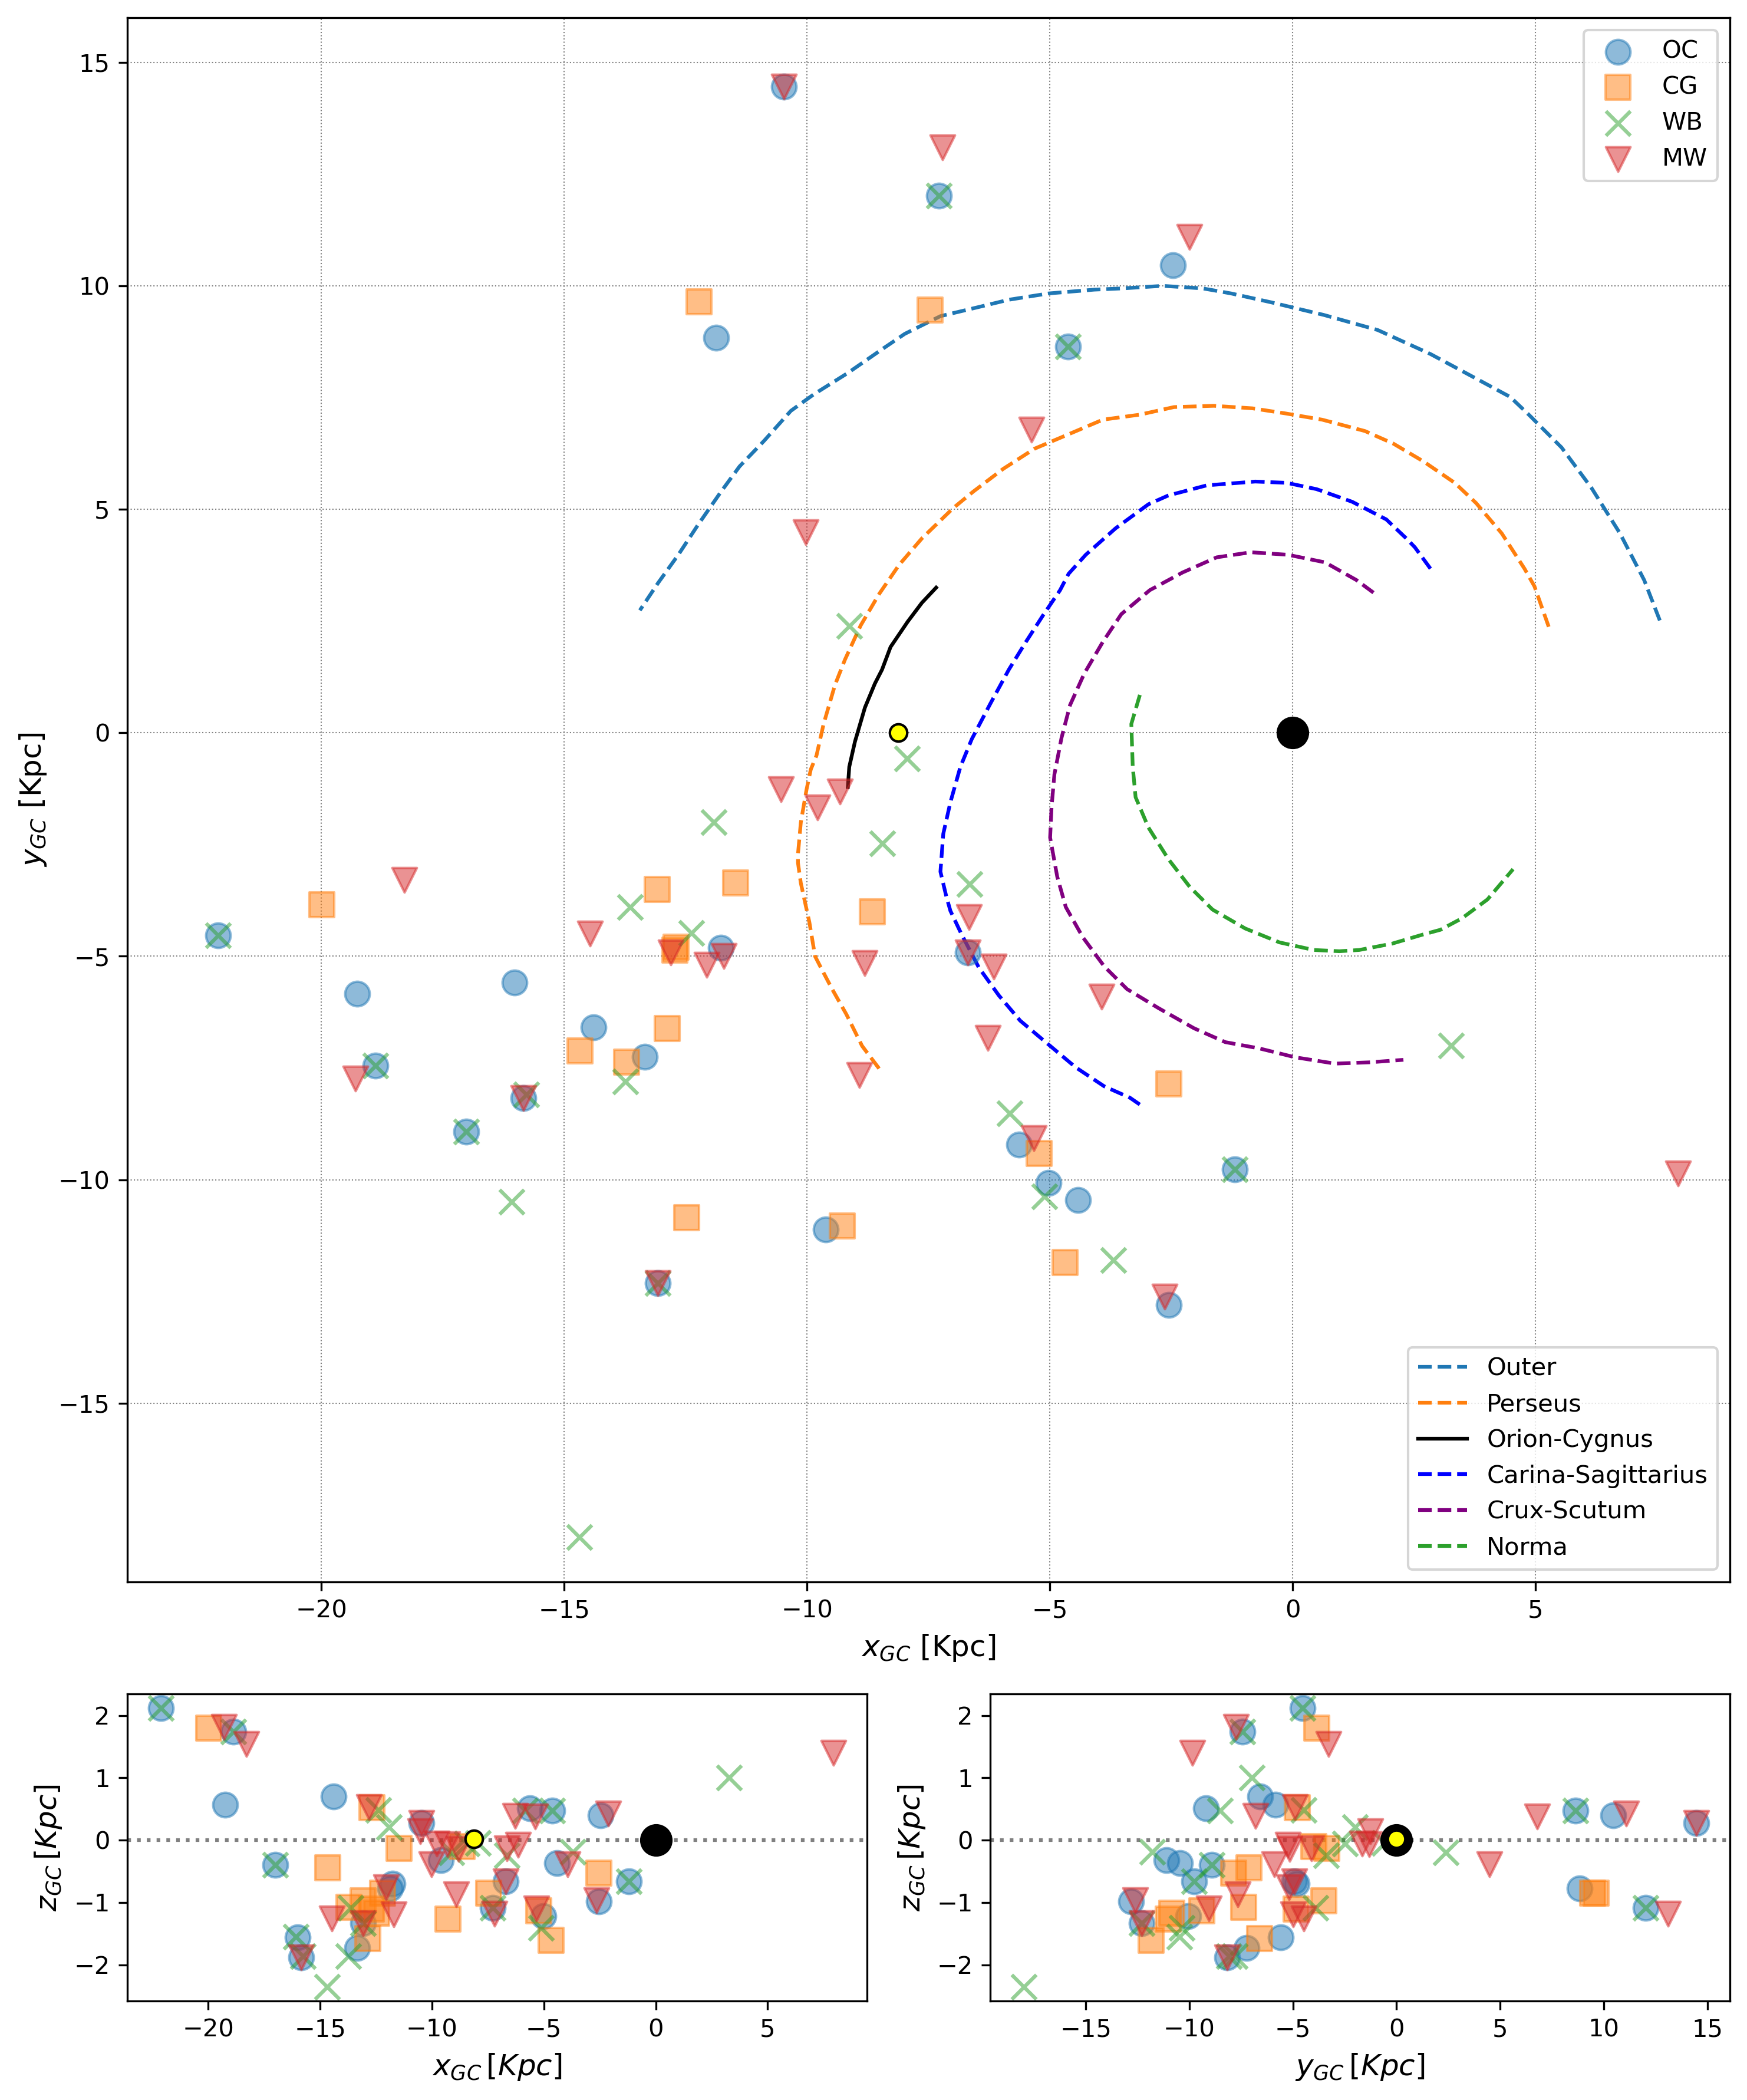 OC
CG
WB
MW
15
10
5
0
−5
−10
−15
y_GC [Kpc]
−20 −15 −10 −5 0 5
x_GC [Kpc]
Outer
Perseus
Orion-Cygnus
Carina-Sagittarius
Crux-Scutum
Norma
2
1
0
−1
−2
z_GC [Kpc]
−20 −15 −10 −5 0 5
x_GC [Kpc]
2
1
0
−1
−2
z_GC [Kpc]
−15 −10 −5 0 5 10 15
y_GC [Kpc]